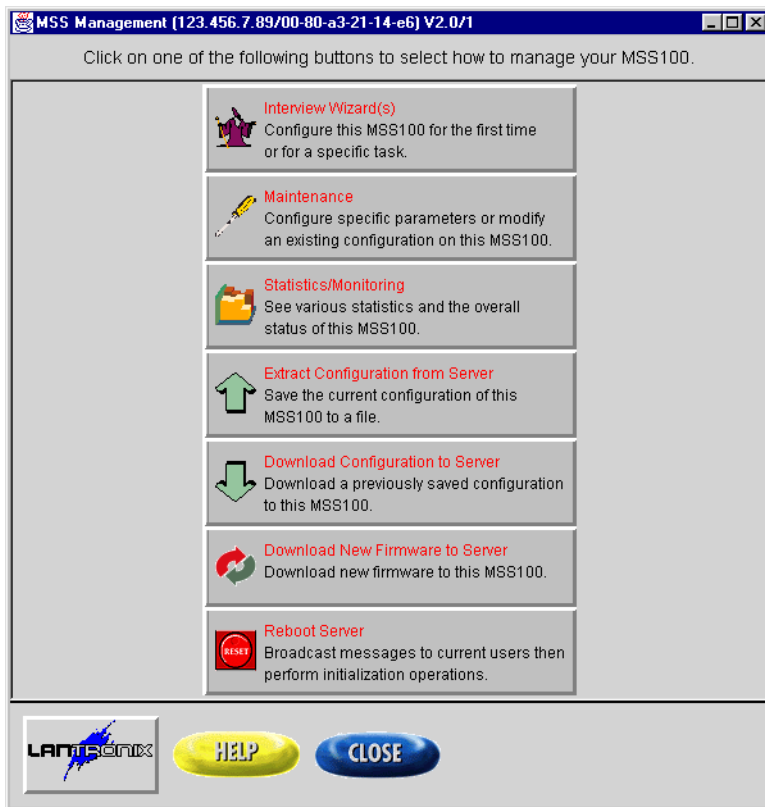 MSS Management (123.456.7.89/00-80-a3-21-14-e6) V2.0/1
Click on one of the following buttons to select how to manage your MSS100.
Interview Wizard(s)
Configure this MSS100 for the first time
or for a specific task.
Maintenance
Configure specific parameters or modify
an existing configuration on this MSS100.
Statistics/Monitoring
See various statistics and the overall
status of this MSS100.
Extract Configuration from Server
Save the current configuration of this
MSS100 to a file.
Download Configuration to Server
Download a previously saved configuration
to this MSS100.
Download New Firmware to Server
Download new firmware to this MSS100.
RESET
Reboot Server
Broadcast messages to current users then
perform initialization operations.
LANTRONIX
HELP
CLOSE